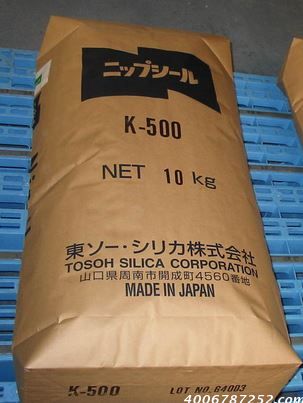 ニップシール
K-500
NET 10 kg
東ソー・シリカ株式会社
TOSOH SILICA CORPORATION
山口県周南市開成町4560番地
MADE IN JAPAN
K-500 LOT NO. 64003
4006787252.com